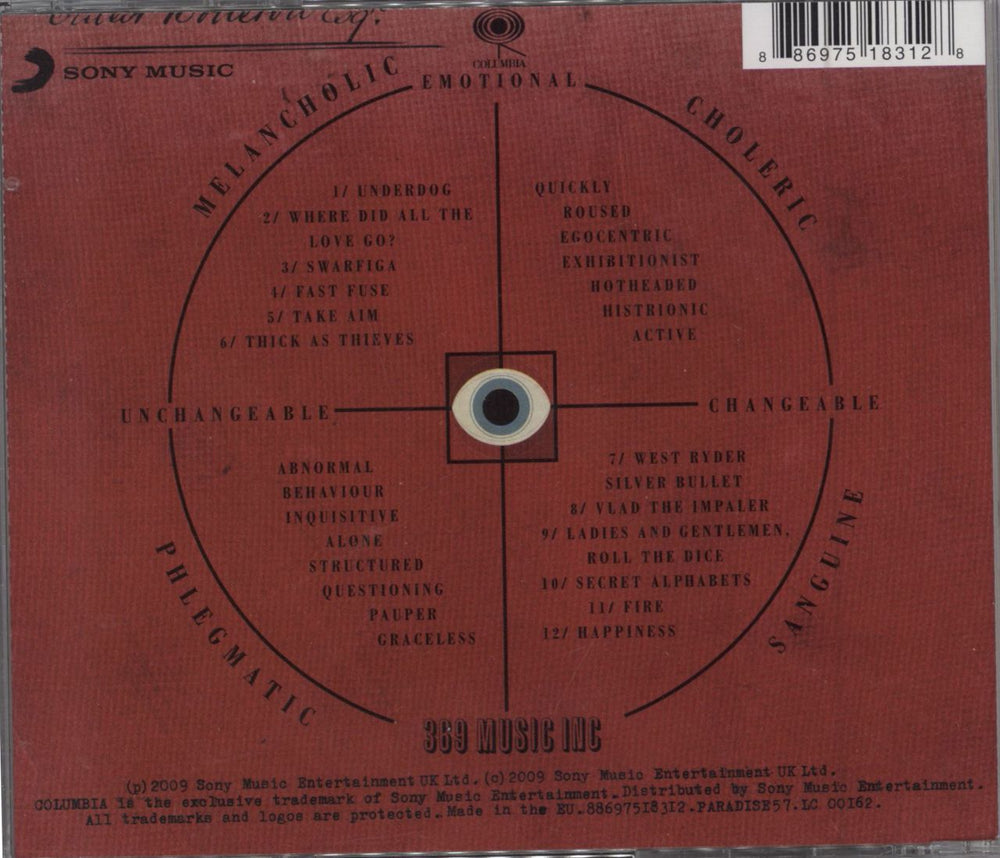 SONY MUSIC
COLUMBIA
8 86975 18312 8
MELANCHOLIC
EMOTIONAL
CHOLERIC
1/ UNDERDOG
2/ WHERE DID ALL THE
LOVE GO?
3/ SWARFIGA
4/ FAST FUSE
5/ TAKE AIM
6/ THICK AS THIEVES
QUICKLY
ROUSED
EGOCENTRIC
EXHIBITIONIST
HOTHEADED
HISTRIONIC
ACTIVE
UNCHANGEABLE
CHANGEABLE
ABNORMAL
BEHAVIOUR
INQUISITIVE
ALONE
STRUCTURED
QUESTIONING
PAUPER
GRACELESS
7/ WEST RYDER
SILVER BULLET
8/ VLAD THE IMPALER
9/ LADIES AND GENTLEMEN,
ROLL THE DICE
10/ SECRET ALPHABETS
11/ FIRE
12/ HAPPINESS
PHLEGMATIC
SANGUINE
369 MUSIC INC
(p)2009 Sony Music Entertainment UK Ltd. (c)2009 Sony Music Entertainment UK Ltd.
COLUMBIA is the exclusive trademark of Sony Music Entertainment. Distributed by Sony Music Entertainment.
All trademarks and logos are protected. Made in the EU. 88697518312. PARADISE57. LC 00162.